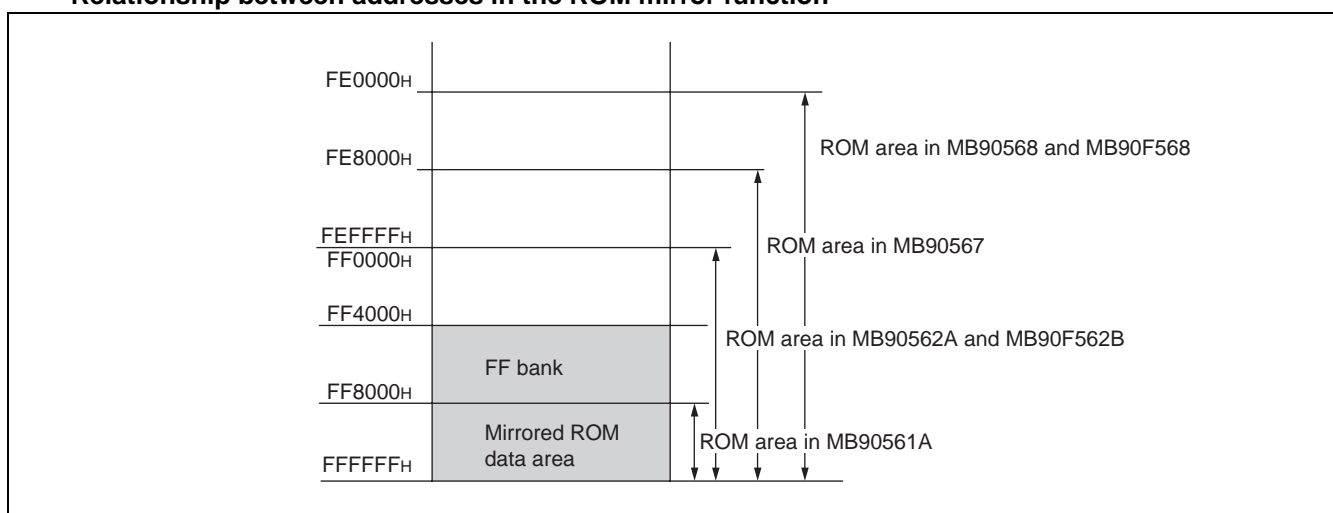 Relationship between addresses in the ROM mirror function
FE0000H
ROM area in MB90568 and MB90F568
FE8000H
FEFFFFH
ROM area in MB90567
FF0000H
FF4000H
ROM area in MB90562A and MB90F562B
FF bank
FF8000H
Mirrored ROM
data area
ROM area in MB90561A
FFFFFFH